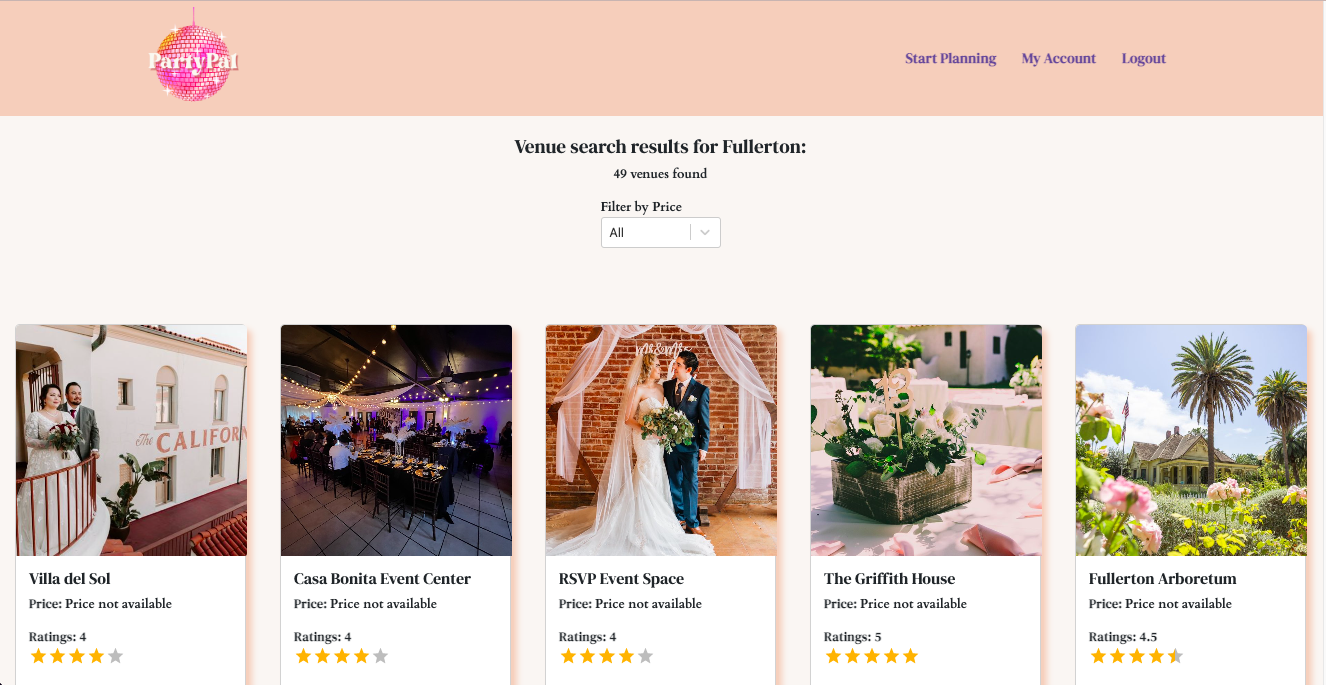 PartyPal
Start Planning
My Account
Logout
Venue search results for Fullerton:
49 venues found
Filter by Price
All
The CALIFOR
Mr & Mrs
Villa del Sol
Price: Price not available
Ratings: 4
Casa Bonita Event Center
Price: Price not available
Ratings: 4
RSVP Event Space
Price: Price not available
Ratings: 4
The Griffith House
Price: Price not available
Ratings: 5
Fullerton Arboretum
Price: Price not available
Ratings: 4.5